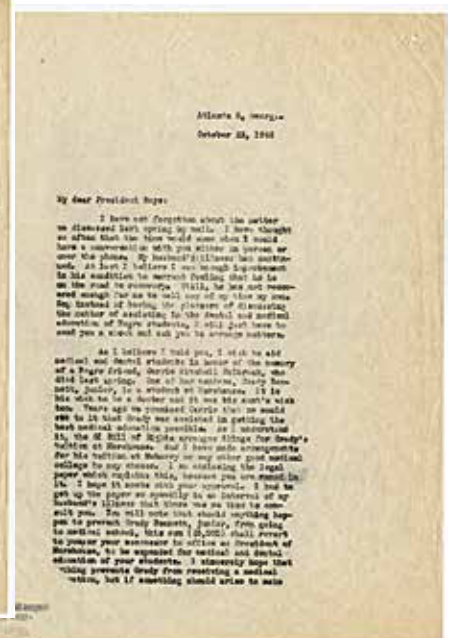 Atlanta 3, Georgia
October 23, 1946
My dear President Mays:
I have not forgotten about the matter
we discussed last spring by mail. I have thought
so often that the time would come when I could
have a conversation with you either in person or
over the phone. My husband's illness has contin-
ued. At last I believe I see enough improvement
in his condition to warrant feeling that he is
on the road to recovery. Still, he has not recov-
ered enough for me to call any of my time my own.
So, instead of having the pleasure of discussing
the matter of assisting in the dental and medical
education of Negro students, I will just have to
send you a check and ask you to arrange matters.
As I believe I told you, I wish to aid
medical and dental students in honor of the memory
of a Negro friend, Carrie Mitchell Holbrook, who
died last spring. One of her nephews, Grady
junior, is a student at Morehouse. It is
his wish to be a doctor and it was his aunt's wish
too. Years ago we promised Carrie that we would
see to it that Grady was assisted in getting the
best medical education possible. As I understand
it, the GI Bill of Rights arranges things for Grady's
tuition at Morehouse. And I have made arrangements
for his tuition at Meharry or any other good medical
college he may choose. I am enclosing the legal
paper which explains this, because you are named in
it. I hope it meets with your approval. I had to
get up the paper so speedily in an interval of my
husband's illness that there was no time to con-
sult you. You will note that should anything hap-
pen to prevent Grady junior, from going
to medical school, this sum shall revert
to you or your successor in office as President of
Morehouse, to be expended for medical and dental
education of your students. I sincerely hope that
nothing prevents Grady from receiving a medical
education, but if something should arise to make